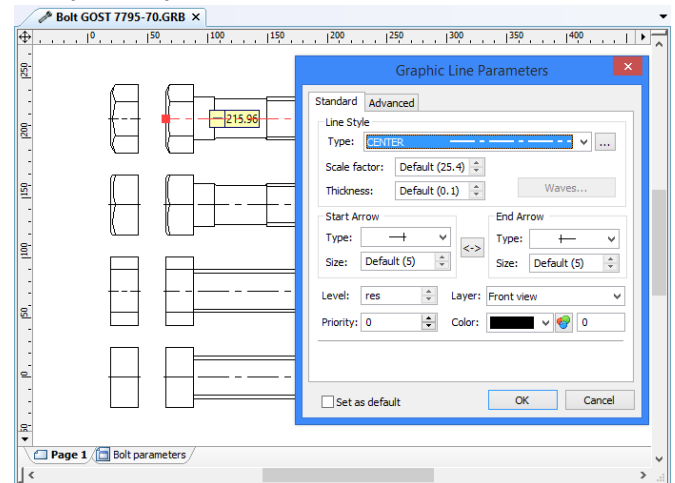 Bolt GOST 7795-70.GRB
|0 |50 |100 |150 |200 |250 |300 |350 |400
|250
|200
|150
|100
|50
|0
215.96
Graphic Line Parameters
Standard Advanced
Line Style
Type: CENTER ...
Scale factor: Default (25.4)
Thickness: Default (0.1) Waves...
Start Arrow End Arrow
Type: <-> Type:
Size: Default (5) Size: Default (5)
Level: res Layer: Front view
Priority: 0 Color: 0
Set as default OK Cancel
Page 1 Bolt parameters